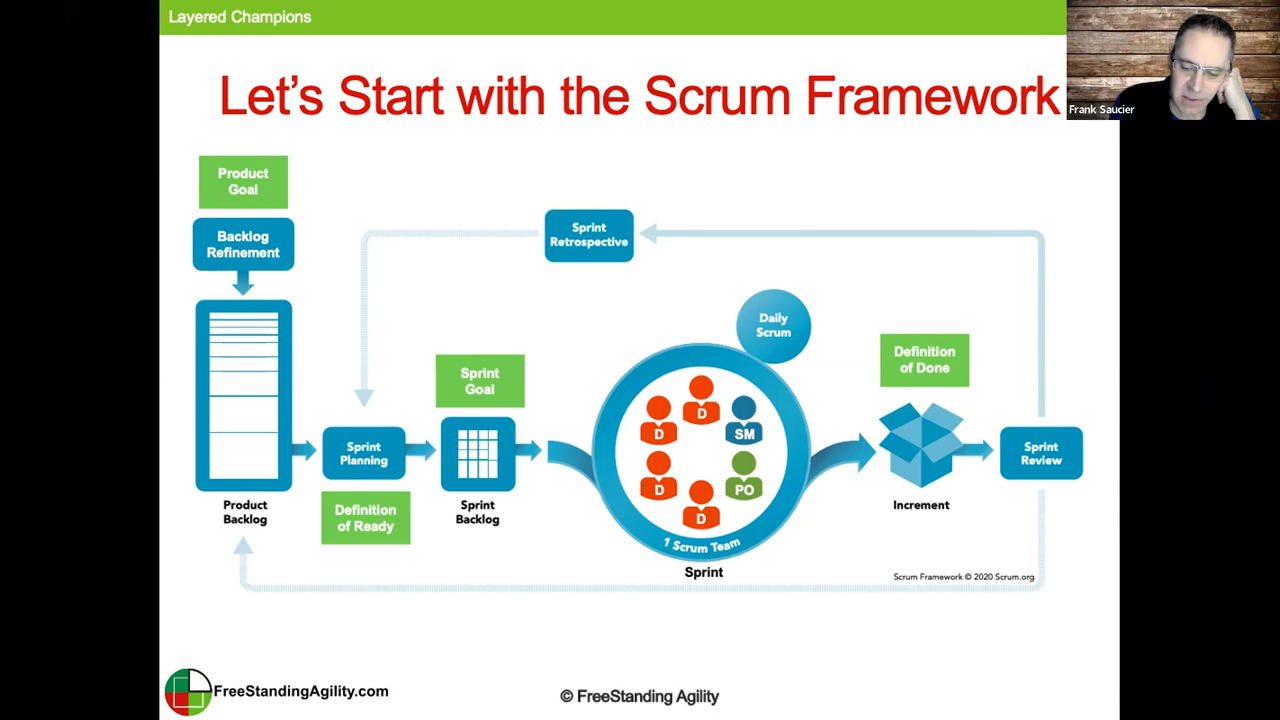 Layered Champions
Let's Start with the Scrum Framework
Frank Saucier
Product
Goal
Backlog
Refinement
Sprint
Retrospective
Daily
Scrum
Definition
of Done
Sprint
Goal
D
D
SM
D
PO
D
1 Scrum Team
Sprint
Sprint
Planning
Sprint
Review
Product
Backlog
Definition
of Ready
Sprint
Backlog
Increment
Scrum Framework © 2020 Scrum.org
FreeStandingAgility.com
© FreeStanding Agility